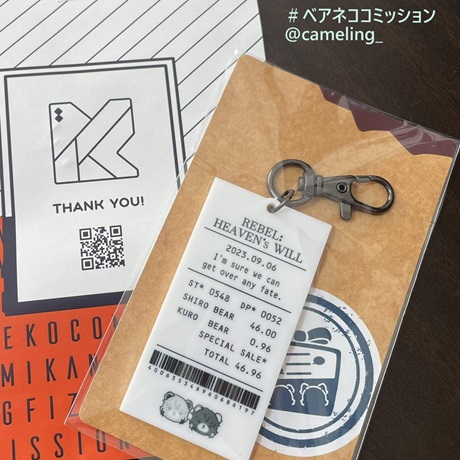 #ベアネココミッション
@cameling_
THANK YOU!
EKOCO
MIKAN
GFIZ
ISSION
REBEL:
HEAVEN'S WILL
2023.09.06
I'm sure we can
get over any fate.
ST* 0548 DP* 0052
SHIRO BEAR 46.00
KURO BEAR 0.96
SPECIAL SALE*
TOTAL 46.96